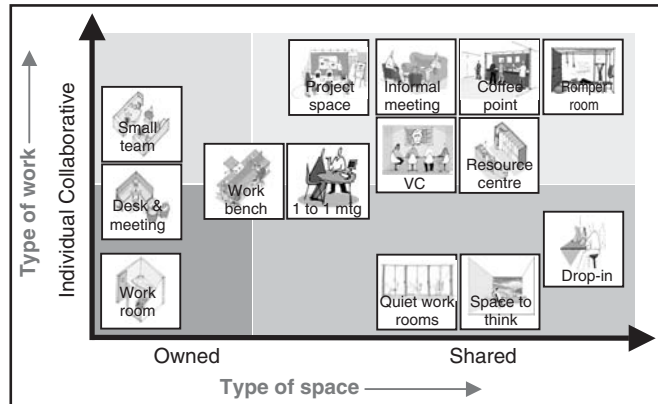 Type of work
Individual Collaborative
Project
space
Informal
meeting
Coffed
point
Romper
room
Small
team
Desk &
meeting
Work
bench
1 to 1 mtg
VC
Resource
centre
Work
room
Quiet work
rooms
Space to
think
Drop-in
Owned
Shared
Type of space